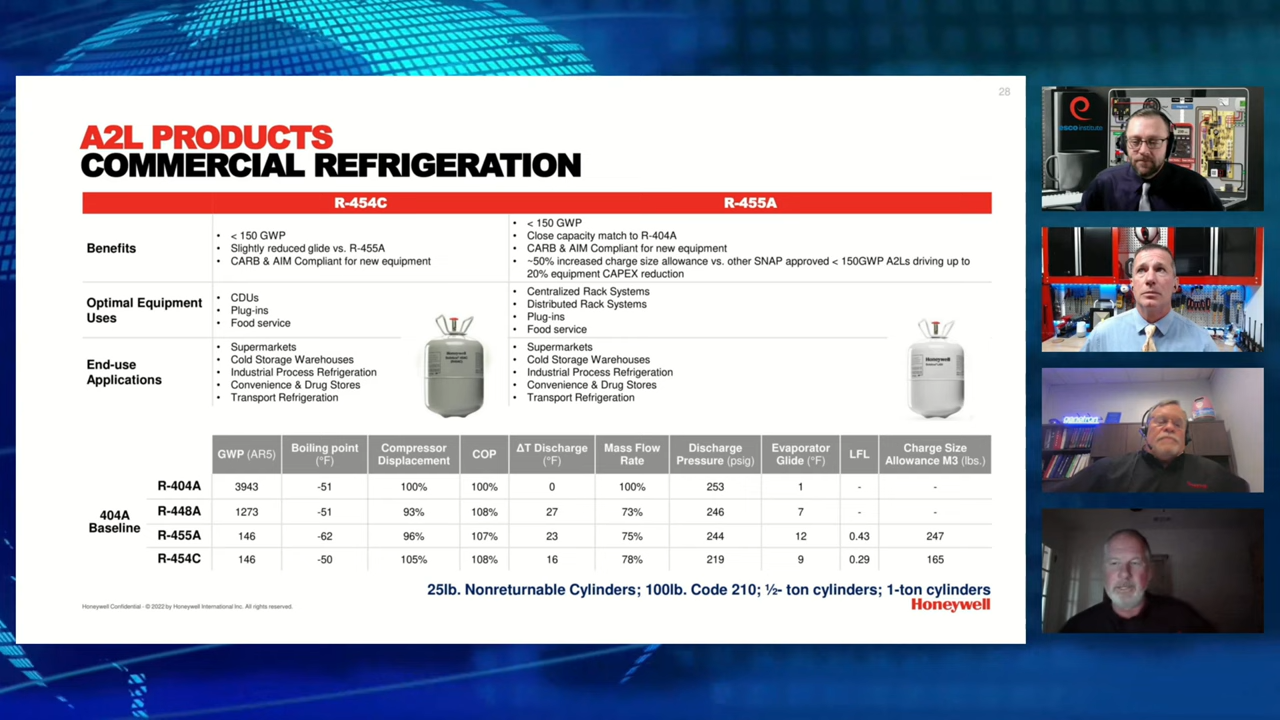 28
A2L PRODUCTS
COMMERCIAL REFRIGERATION
R-454C R-455A
Benefits
• < 150 GWP
• Slightly reduced glide vs. R-455A
• CARB & AIM Compliant for new equipment
• < 150 GWP
• Close capacity match to R-404A
• CARB & AIM Compliant for new equipment
• ~50% increased charge size allowance vs. other SNAP approved < 150GWP A2Ls driving up to
20% equipment CAPEX reduction
Optimal Equipment
Uses
• CDUs
• Plug-ins
• Food service
• Centralized Rack Systems
• Distributed Rack Systems
• Plug-ins
• Food service
End-use
Applications
• Supermarkets
• Cold Storage Warehouses
• Industrial Process Refrigeration
• Convenience & Drug Stores
• Transport Refrigeration
Honeywell
• Supermarkets
• Cold Storage Warehouses
• Industrial Process Refrigeration
• Convenience & Drug Stores
• Transport Refrigeration
Honeywell
GWP (AR5) Boiling point (°F) Compressor Displacement COP ΔT Discharge (°F) Mass Flow Rate Discharge Pressure (psig) Evaporator Glide (°F) LFL Charge Size Allowance M3 (lbs.)
404A
Baseline
R-404A 3943 -51 100% 100% 0 100% 253 1 - -
R-448A 1273 -51 93% 108% 27 73% 246 7 - -
R-455A 146 -62 96% 107% 23 75% 244 12 0.43 247
R-454C 146 -50 105% 108% 16 78% 219 9 0.29 165
25lb. Nonreturnable Cylinders; 100lb. Code 210; ½- ton cylinders; 1-ton cylinders
Honeywell Confidential - © 2022 by Honeywell International Inc. All rights reserved.
Honeywell
esco institute